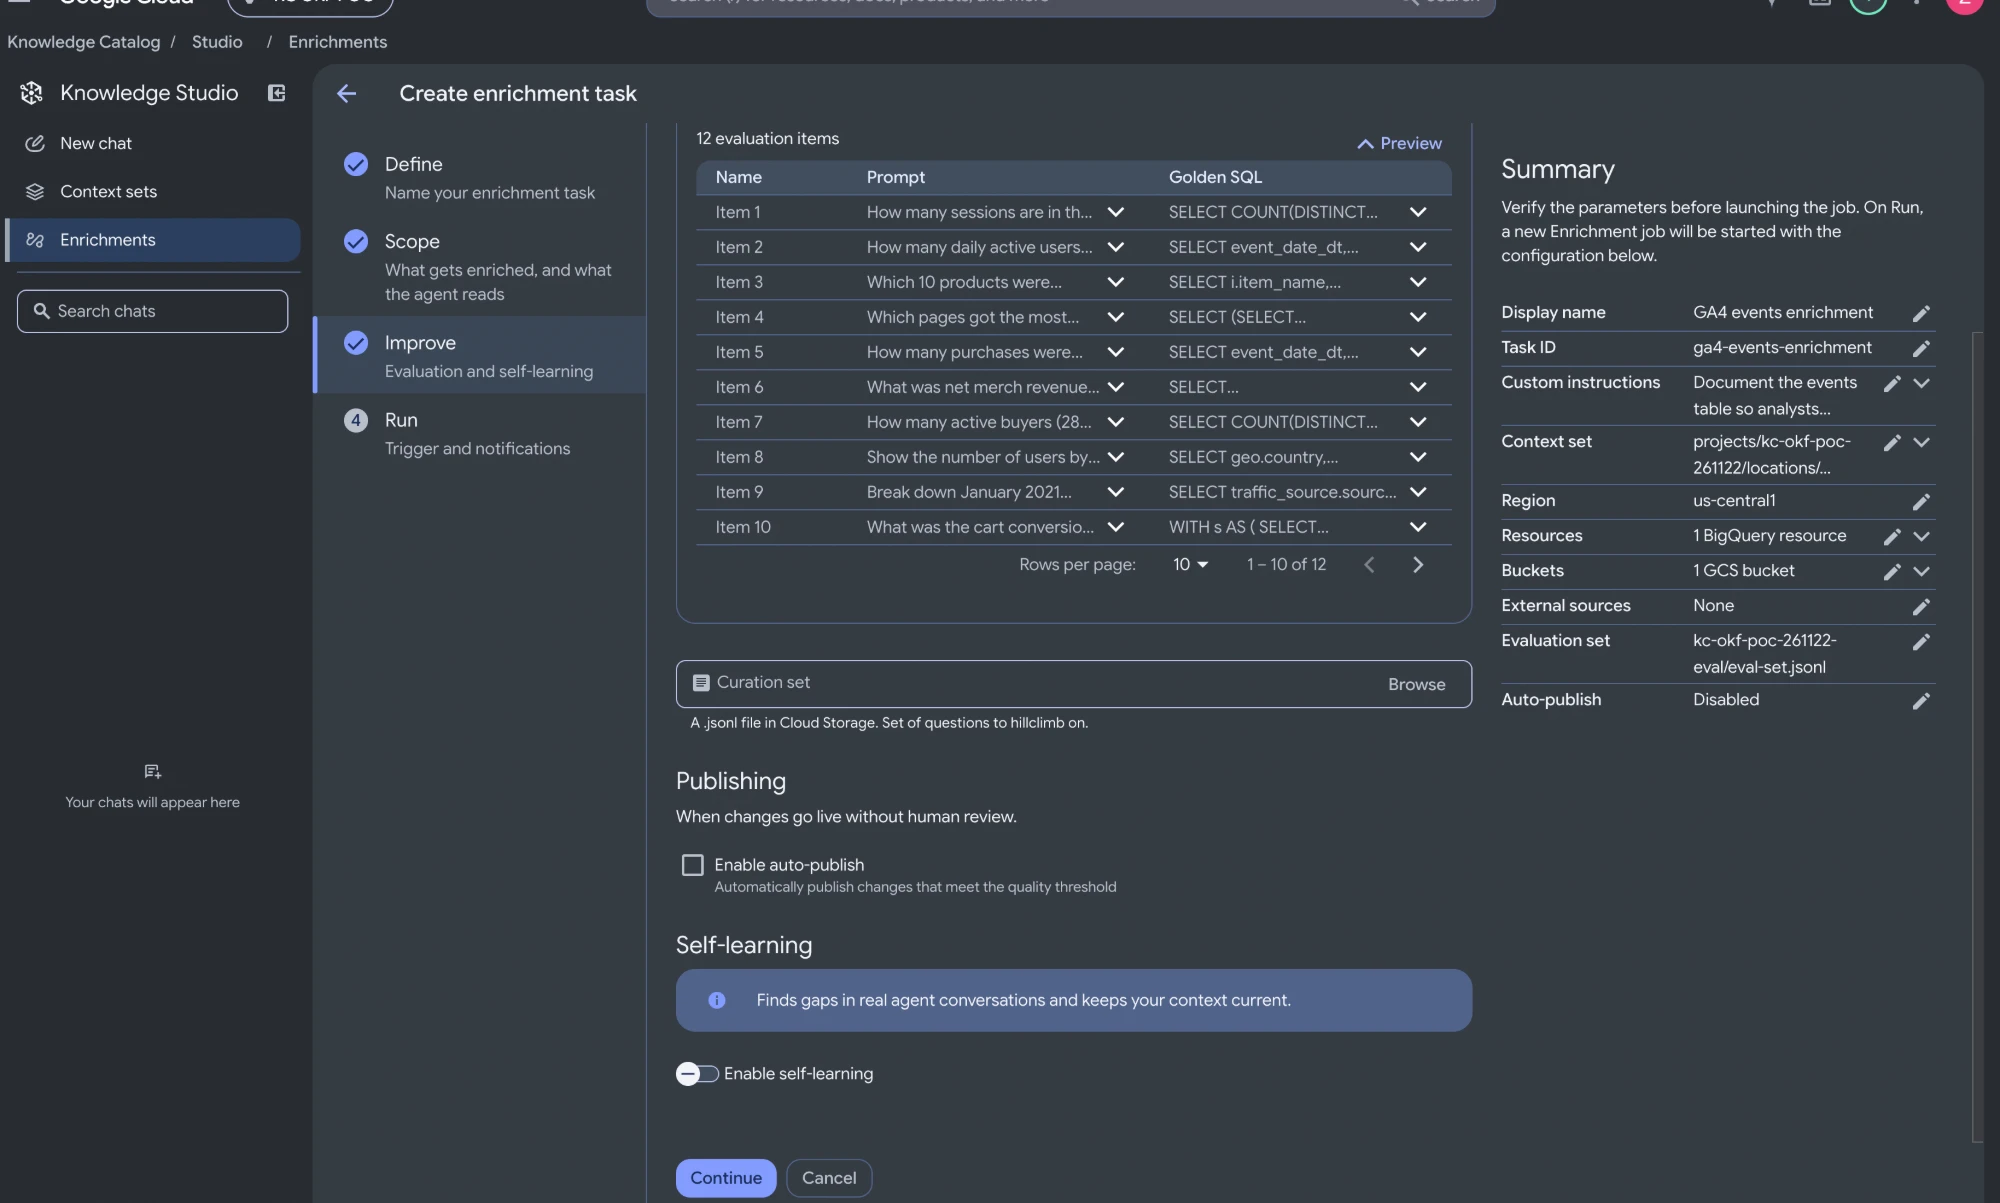 Google Cloud
Knowledge Catalog / Studio / Enrichments
Knowledge Studio
New chat
Context sets
Enrichments
Search chats
Your chats will appear here
Create enrichment task
Define
Name your enrichment task
Scope
What gets enriched, and what
the agent reads
Improve
Evaluation and self-learning
4 Run
Trigger and notifications
12 evaluation items
Preview
Name Prompt Golden SQL
Item 1 How many sessions are in th... SELECT COUNT(DISTINCT...
Item 2 How many daily active users... SELECT event_date_dt,...
Item 3 Which 10 products were... SELECT i.item_name,...
Item 4 Which pages got the most... SELECT (SELECT...
Item 5 How many purchases were... SELECT event_date_dt,...
Item 6 What was net merch revenue... SELECT...
Item 7 How many active buyers (28... SELECT COUNT(DISTINCT...
Item 8 Show the number of users by... SELECT geo.country,...
Item 9 Break down January 2021... SELECT traffic_source.sourc...
Item 10 What was the cart conversio... WITH s AS ( SELECT...
Rows per page: 10 1 – 10 of 12
Curation set Browse
A .jsonl file in Cloud Storage. Set of questions to hillclimb on.
Publishing
When changes go live without human review.
Enable auto-publish
Automatically publish changes that meet the quality threshold
Self-learning
Finds gaps in real agent conversations and keeps your context current.
Enable self-learning
Continue Cancel
Summary
Verify the parameters before launching the job. On Run,
a new Enrichment job will be started with the
configuration below.
Display name GA4 events enrichment
Task ID ga4-events-enrichment
Custom instructions Document the events
table so analysts...
Context set projects/kc-okf-poc-
261122/locations/...
Region us-central1
Resources 1 BigQuery resource
Buckets 1 GCS bucket
External sources None
Evaluation set kc-okf-poc-261122-
eval/eval-set.jsonl
Auto-publish Disabled